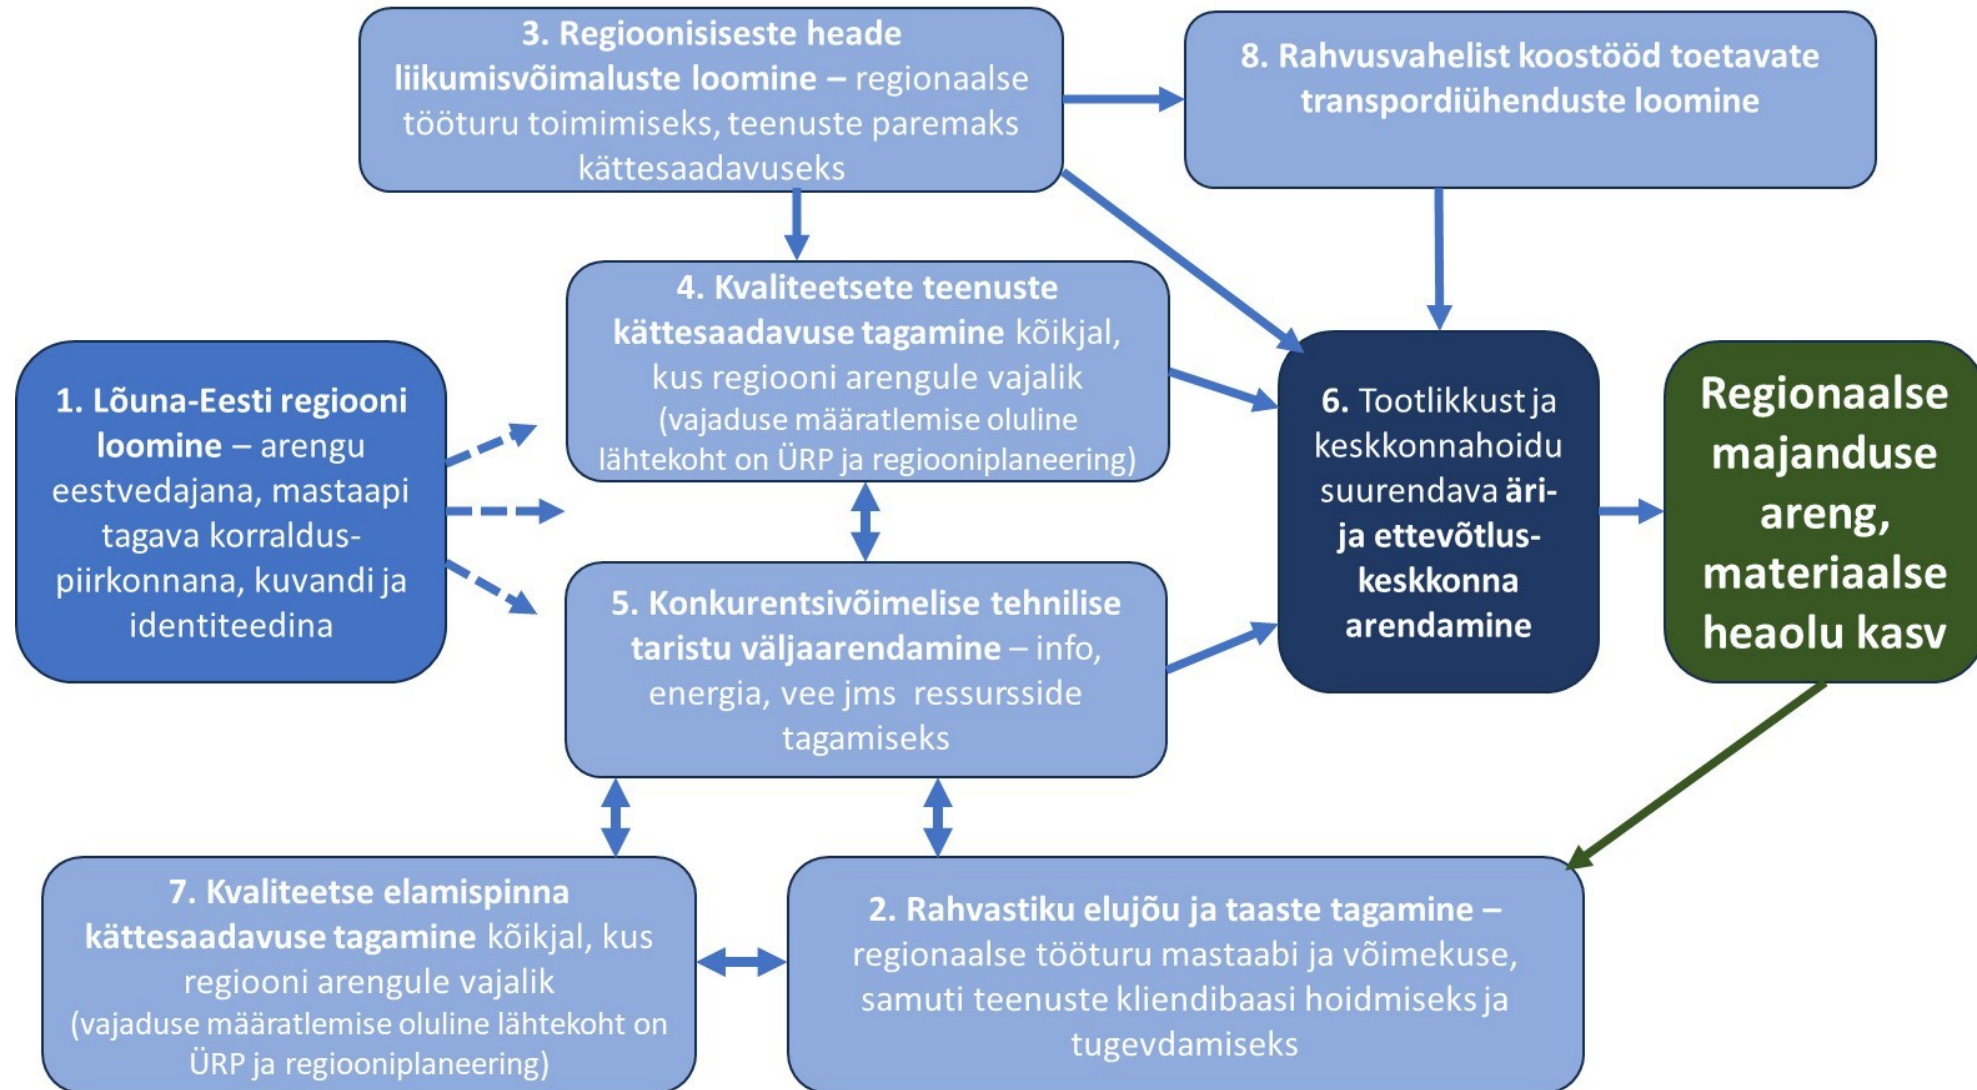 3. Regioonisiseste heade
liikumisvõimaluste loomine – regionaalse
tööturu toimimiseks, teenuste paremaks
kättesaadavuseks
8. Rahvusvahelist koostööd toetavate
transpordiühenduste loomine
4. Kvaliteetsete teenuste
kättesaadavuse tagamine kõikjal,
kus regiooni arengule vajalik
(vajaduse määratlemise oluline
lähtekoht on ÜRP ja regiooniplaneering)
1. Lõuna-Eesti regiooni
loomine – arengu
eestvedajana, mastaapi
tagava korraldus-
piirkonnana, kuvandi ja
identiteedina
6. Tootlikkust ja
keskkonnahoidu
suurendava äri-
ja ettevõtlus-
keskkonna
arendamine
Regionaalse
majanduse
areng,
materiaalse
heaolu kasv
5. Konkurentsivõimelise tehnilise
taristu väljaarendamine – info,
energia, vee jms ressursside
tagamiseks
7. Kvaliteetse elamispinna
kättesaadavuse tagamine kõikjal, kus
regiooni arengule vajalik
(vajaduse määratlemise oluline lähtekoht on
ÜRP ja regiooniplaneering)
2. Rahvastiku elujõu ja taaste tagamine –
regionaalse tööturu mastaabi ja võimekuse,
samuti teenuste kliendibaasi hoidmiseks ja
tugevdamiseks